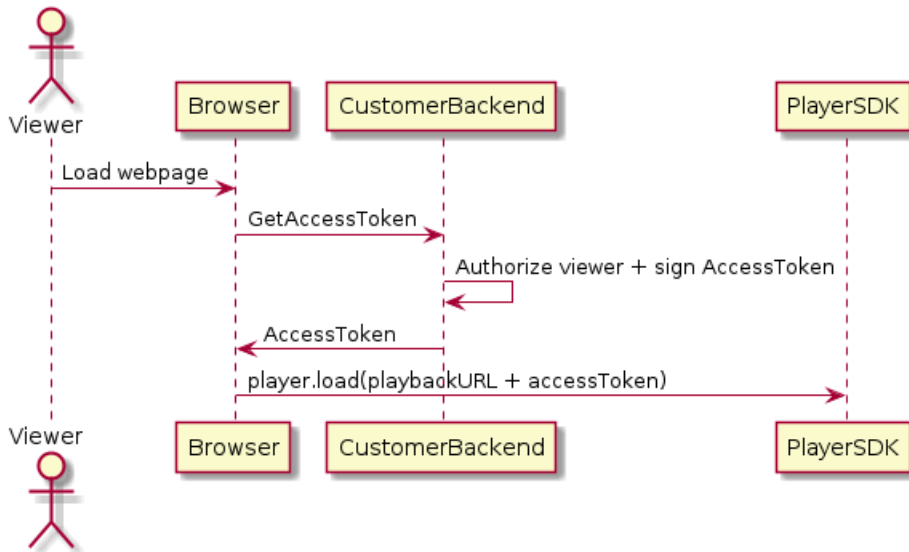 Viewer
Browser
CustomerBackend
PlayerSDK
Load webpage
GetAccessToken
Authorize viewer + sign AccessToken
AccessToken
player.load(playbackURL + accessToken)
Viewer
Browser
CustomerBackend
PlayerSDK